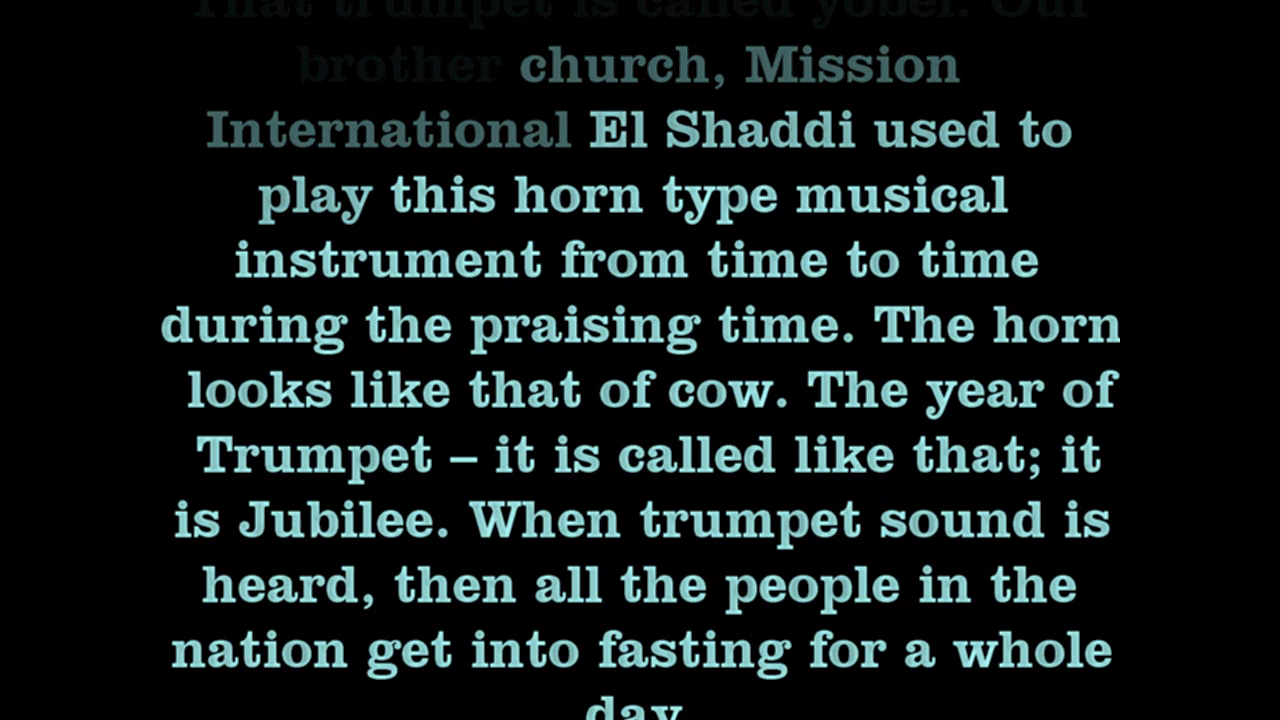 That trumpet is called yobel. Our
brother church, Mission
International El Shaddi used to
play this horn type musical
instrument from time to time
during the praising time. The horn
looks like that of cow. The year of
Trumpet – it is called like that; it
is Jubilee. When trumpet sound is
heard, then all the people in the
nation get into fasting for a whole
day